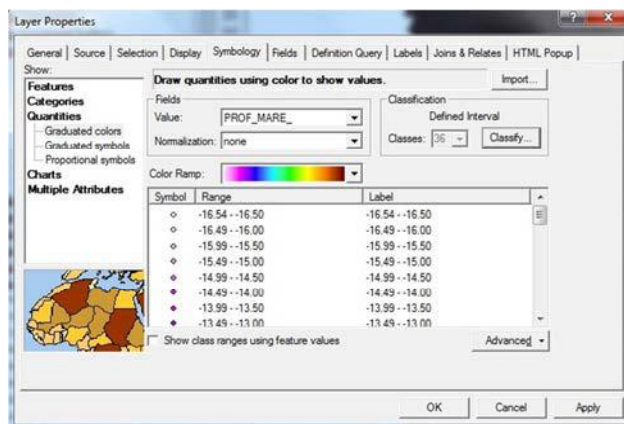 Layer Properties
General Source Selection Display Symbology Fields Definition Query Labels Joins & Relates HTML Popup
Show:
Features
Categories
Quantities
Graduated colors
Graduated symbols
Proportional symbols
Charts
Multiple Attributes
Draw quantities using color to show values.
Import...
Fields
Value: PROF_MARE_
Normalization: none
Classification
Defined Interval
Classes: 36 Classify...
Color Ramp:
Symbol Range Label
-16.54 - -16.50 -16.54 - -16.50
-16.49 - -16.00 -16.49 - -16.00
-15.99 - -15.50 -15.99 - -15.50
-15.49 - -15.00 -15.49 - -15.00
-14.99 - -14.50 -14.99 - -14.50
-14.49 - -14.00 -14.49 - -14.00
-13.99 - -13.50 -13.99 - -13.50
-13.49 - -13.00 -13.49 - -13.00
Show class ranges using feature values
Advanced
OK Cancel Apply